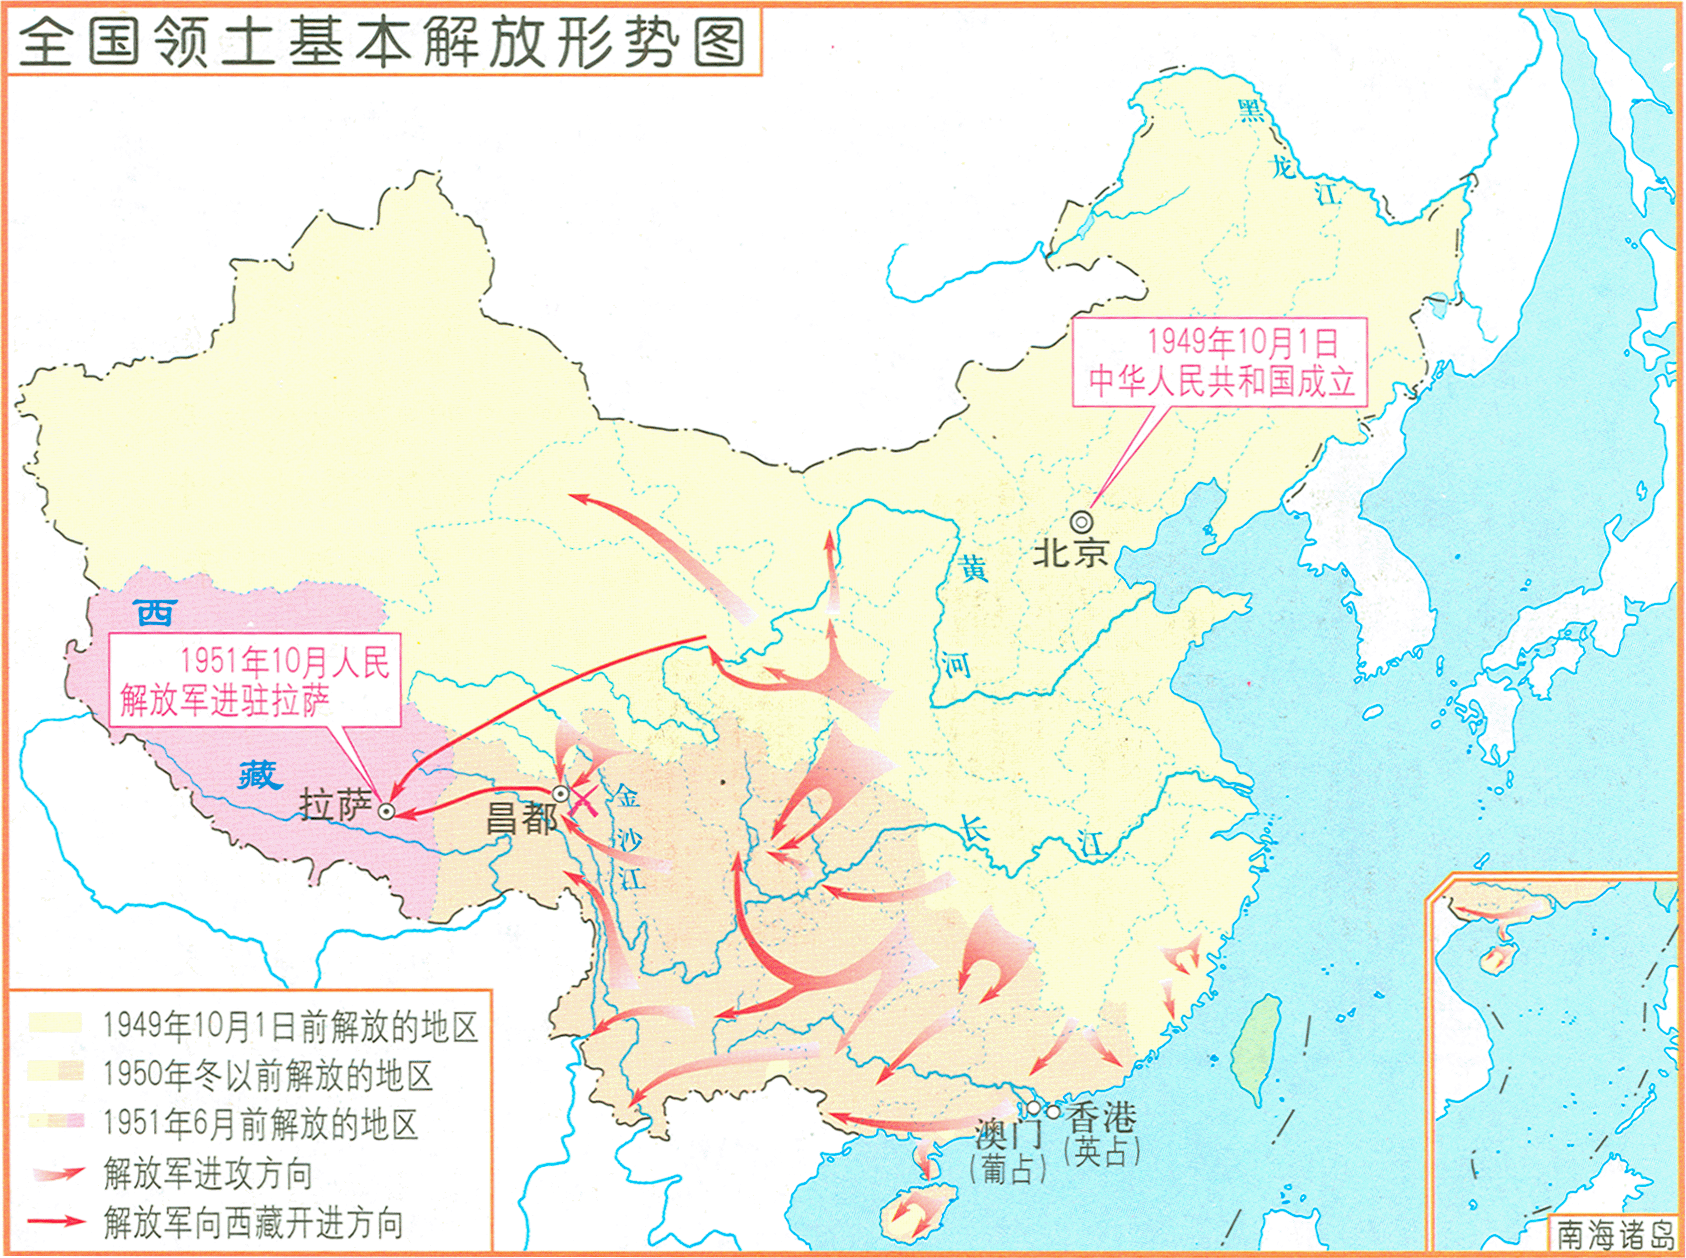 全国领土基本解放形势图
黑
龙
江
1949年10月1日
中华人民共和国成立
北京
黄
河
西
1951年10月人民
解放军进驻拉萨
藏
拉萨
昌都
金
沙
江
长
江
澳门
(葡占)
香港
(英占)
1949年10月1日前解放的地区
1950年冬以前解放的地区
1951年6月前解放的地区
解放军进攻方向
解放军向西藏开进方向
南海诸岛